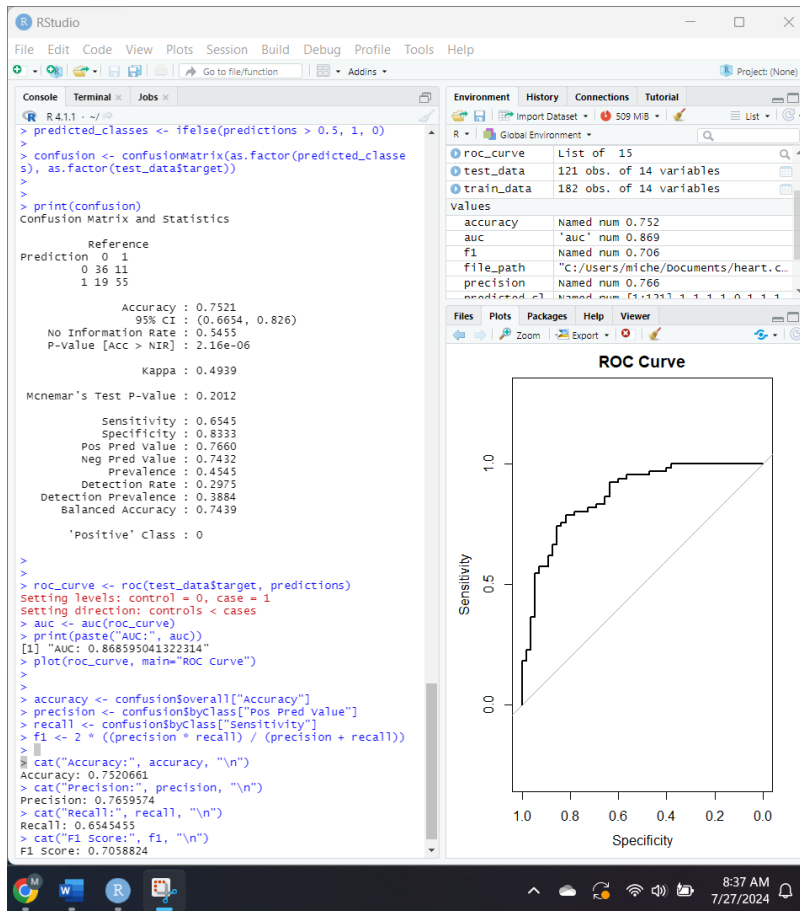 RStudio
File Edit Code View Plots Session Build Debug Profile Tools Help
Go to file/function
Addins
Project: (None)
Console Terminal Jobs
R 4.1.1 · ~/
> predicted_classes <- ifelse(predictions > 0.5, 1, 0)
>
> confusion <- confusionMatrix(as.factor(predicted_classe
s), as.factor(test_data$target))
>
>
> print(confusion)
Confusion Matrix and Statistics
Reference
Prediction 0 1
0 36 11
1 19 55
Accuracy : 0.7521
95% CI : (0.6654, 0.826)
No Information Rate : 0.5455
P-Value [Acc > NIR] : 2.16e-06
Kappa : 0.4939
Mcnemar's Test P-Value : 0.2012
Sensitivity : 0.6545
Specificity : 0.8333
Pos Pred Value : 0.7660
Neg Pred Value : 0.7432
Prevalence : 0.4545
Detection Rate : 0.2975
Detection Prevalence : 0.3884
Balanced Accuracy : 0.7439
'Positive' Class : 0
>
>
> roc_curve <- roc(test_data$target, predictions)
Setting levels: control = 0, case = 1
Setting direction: controls < cases
> auc <- auc(roc_curve)
> print(paste("AUC:", auc))
[1] "AUC: 0.868595041322314"
> plot(roc_curve, main="ROC Curve")
>
>
> accuracy <- confusion$overall["Accuracy"]
> precision <- confusion$byClass["Pos Pred Value"]
> recall <- confusion$byClass["Sensitivity"]
> f1 <- 2 * ((precision * recall) / (precision + recall))
>
> cat("Accuracy:", accuracy, "\n")
Accuracy: 0.7520661
> cat("Precision:", precision, "\n")
Precision: 0.7659574
> cat("Recall:", recall, "\n")
Recall: 0.6545455
> cat("F1 Score:", f1, "\n")
F1 Score: 0.7058824
Environment History Connections Tutorial
Import Dataset 509 MiB List
R Global Environment
roc_curve List of 15
test_data 121 obs. of 14 variables
train_data 182 obs. of 14 variables
Values
accuracy Named num 0.752
auc 'auc' num 0.869
f1 Named num 0.706
file_path "C:/Users/miche/Documents/heart.c…
precision Named num 0.766
predicted_cl Named num [1:121] 1 1 1 1 0 1 1 1
Files Plots Packages Help Viewer
Zoom Export
ROC Curve
Sensitivity
1.0
0.5
0.0
1.0 0.8 0.6 0.4 0.2 0.0
Specificity
8:37 AM
7/27/2024